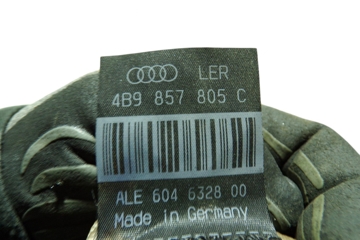 LER
4B9 857 805 C
ALE 604 6328 00
Made in Germany